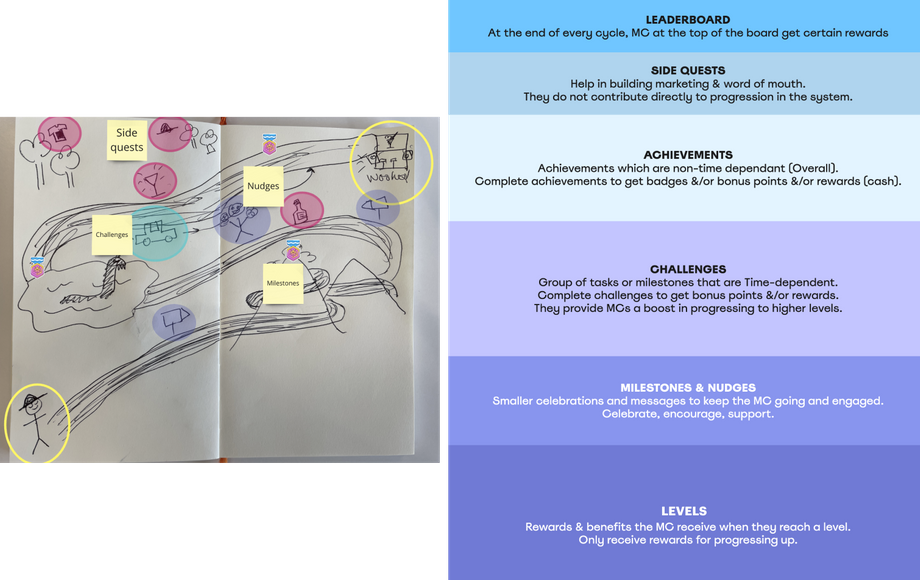 Side
quests
Nudges
Challenges
Milestones
LEADERBOARD
At the end of every cycle, MC at the top of the board get certain rewards
SIDE QUESTS
Help in building marketing & word of mouth.
They do not contribute directly to progression in the system.
ACHIEVEMENTS
Achievements which are non-time dependant (Overall).
Complete achievements to get badges &/or bonus points &/or rewards (cash).
CHALLENGES
Group of tasks or milestones that are Time-dependent.
Complete challenges to get bonus points &/or rewards.
They provide MCs a boost in progressing to higher levels.
MILESTONES & NUDGES
Smaller celebrations and messages to keep the MC going and engaged.
Celebrate, encourage, support.
LEVELS
Rewards & benefits the MC receive when they reach a level.
Only receive rewards for progressing up.